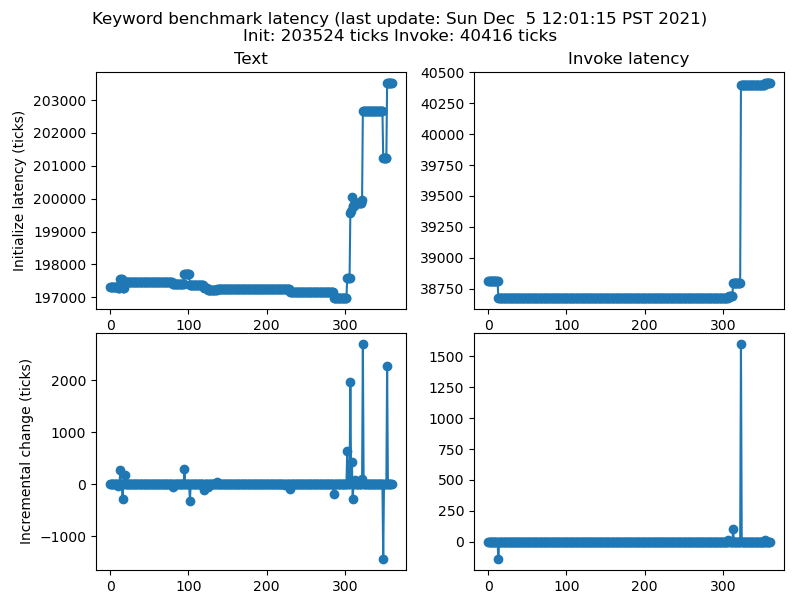 Keyword benchmark latency (last update: Sun Dec  5 12:01:15 PST 2021)
Init: 203524 ticks Invoke: 40416 ticks
Text
Invoke latency
Initialize latency (ticks)
203000
202000
201000
200000
199000
198000
197000
0 100 200 300
40500
40250
40000
39750
39500
39250
39000
38750
0 100 200 300
Incremental change (ticks)
2000
1000
0
−1000
0 100 200 300
1500
1250
1000
750
500
250
0
0 100 200 300